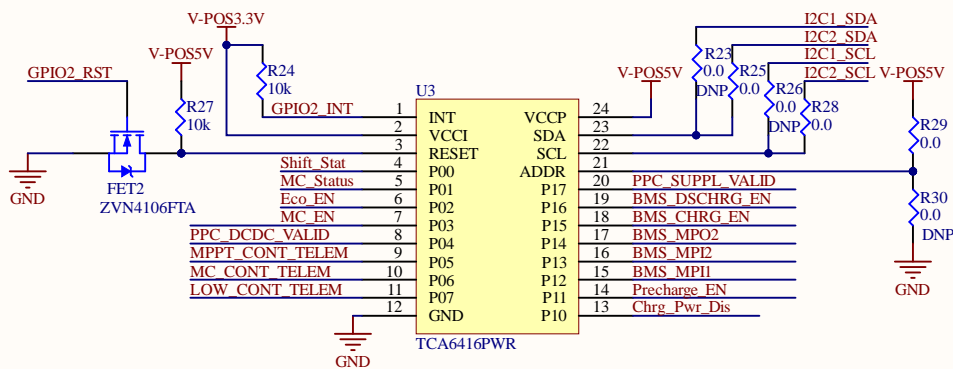 V-POS3.3V
I2C1_SDA
I2C2_SDA
I2C1_SCL
I2C2_SCL
V-POS5V
V-POS5V
V-POS5V
GPIO2_RST
R24
10k
R27
10k
GPIO2_INT
R23
0.0
DNP
R25
0.0
R26
0.0
DNP
R28
0.0
R29
0.0
R30
0.0
DNP
GND
FET2
ZVN4106FTA
U3
1 INT VCCP 24
2 VCCI SDA 23
3 RESET SCL 22
Shift_Stat 4 P00 ADDR 21
MC_Status 5 P01 P17 20 PPC_SUPPL_VALID
Eco_EN 6 P02 P16 19 BMS_DSCHRG_EN
MC_EN 7 P03 P15 18 BMS_CHRG_EN
PPC_DCDC_VALID 8 P04 P14 17 BMS_MPO2
MPPT_CONT_TELEM 9 P05 P13 16 BMS_MPI2
MC_CONT_TELEM 10 P06 P12 15 BMS_MPI1
LOW_CONT_TELEM 11 P07 P11 14 Precharge_EN
12 GND P10 13 Chrg_Pwr_Dis
GND
GND
TCA6416PWR